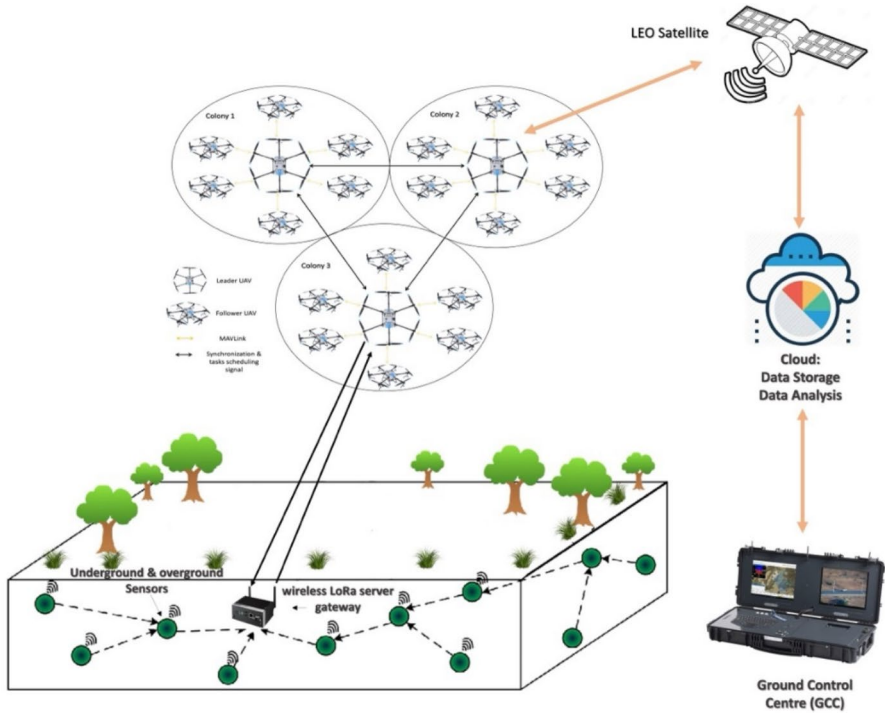 LEO Satellite
Colony 1
Colony 2
Colony 3
Leader UAV
Follower UAV
MAVLink
Synchronization &
tasks scheduling
signal
Cloud:
Data Storage
Data Analysis
Underground & overground
Sensors
wireless LoRa server
gateway
Ground Control
Centre (GCC)